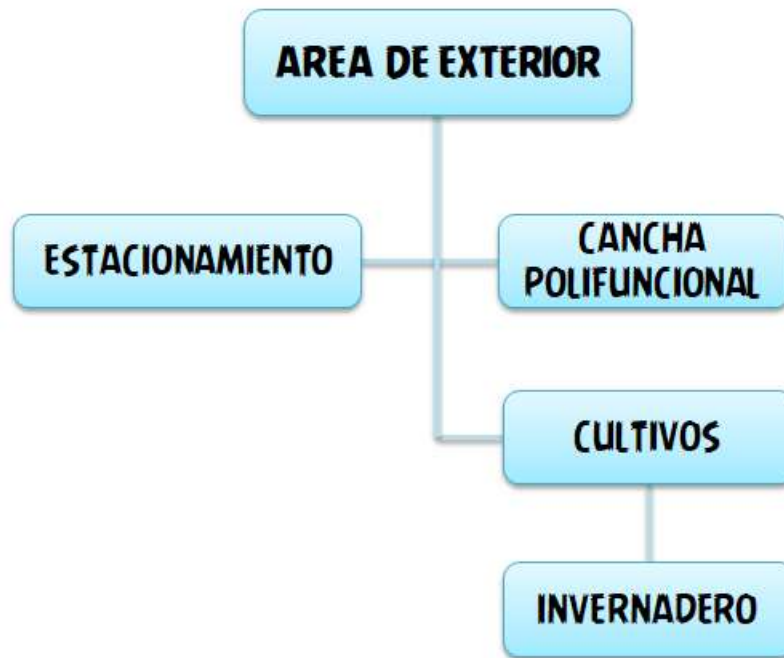 AREA DE EXTERIOR
ESTACIONAMIENTO
CANCHA
POLIFUNCIONAL
CULTIVOS
INVERNADERO